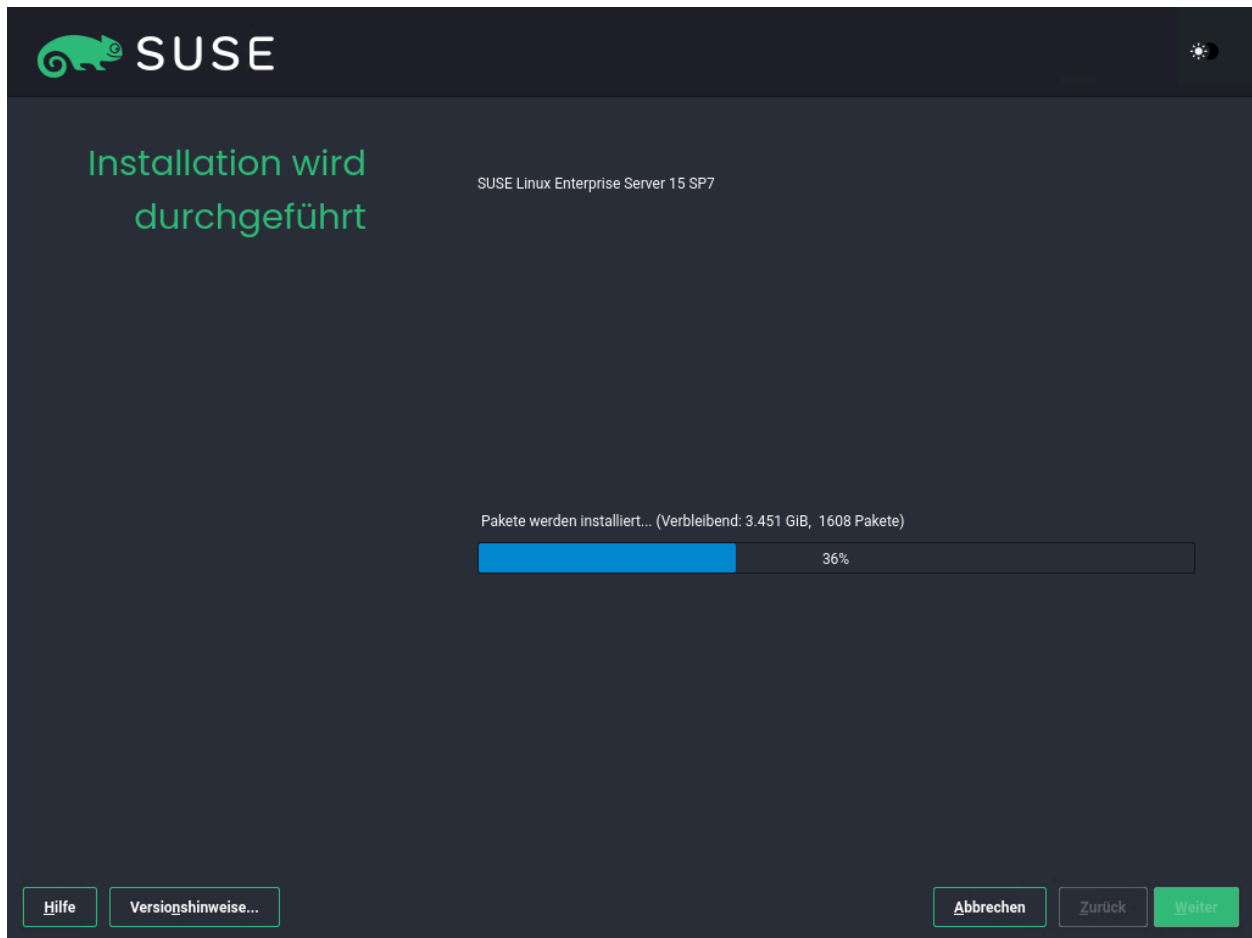 SUSE
Installation wird
durchgeführt
SUSE Linux Enterprise Server 15 SP7
Pakete werden installiert... (Verbleibend: 3.451 GiB, 1608 Pakete)
36%
Hilfe
Versionshinweise...
Abbrechen
Zurück
Weiter